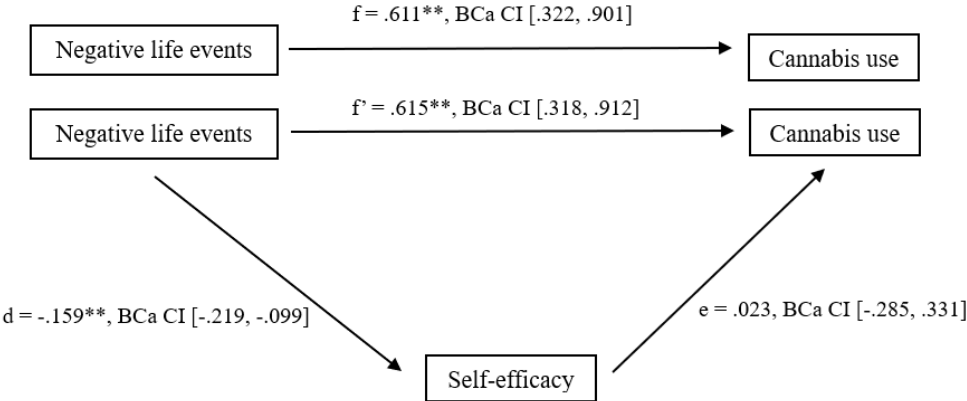 f = .611**, BCa CI [.322, .901]
Negative life events
Cannabis use
f’ = .615**, BCa CI [.318, .912]
Negative life events
Cannabis use
d = -.159**, BCa CI [-.219, -.099]
e = .023, BCa CI [-.285, .331]
Self-efficacy